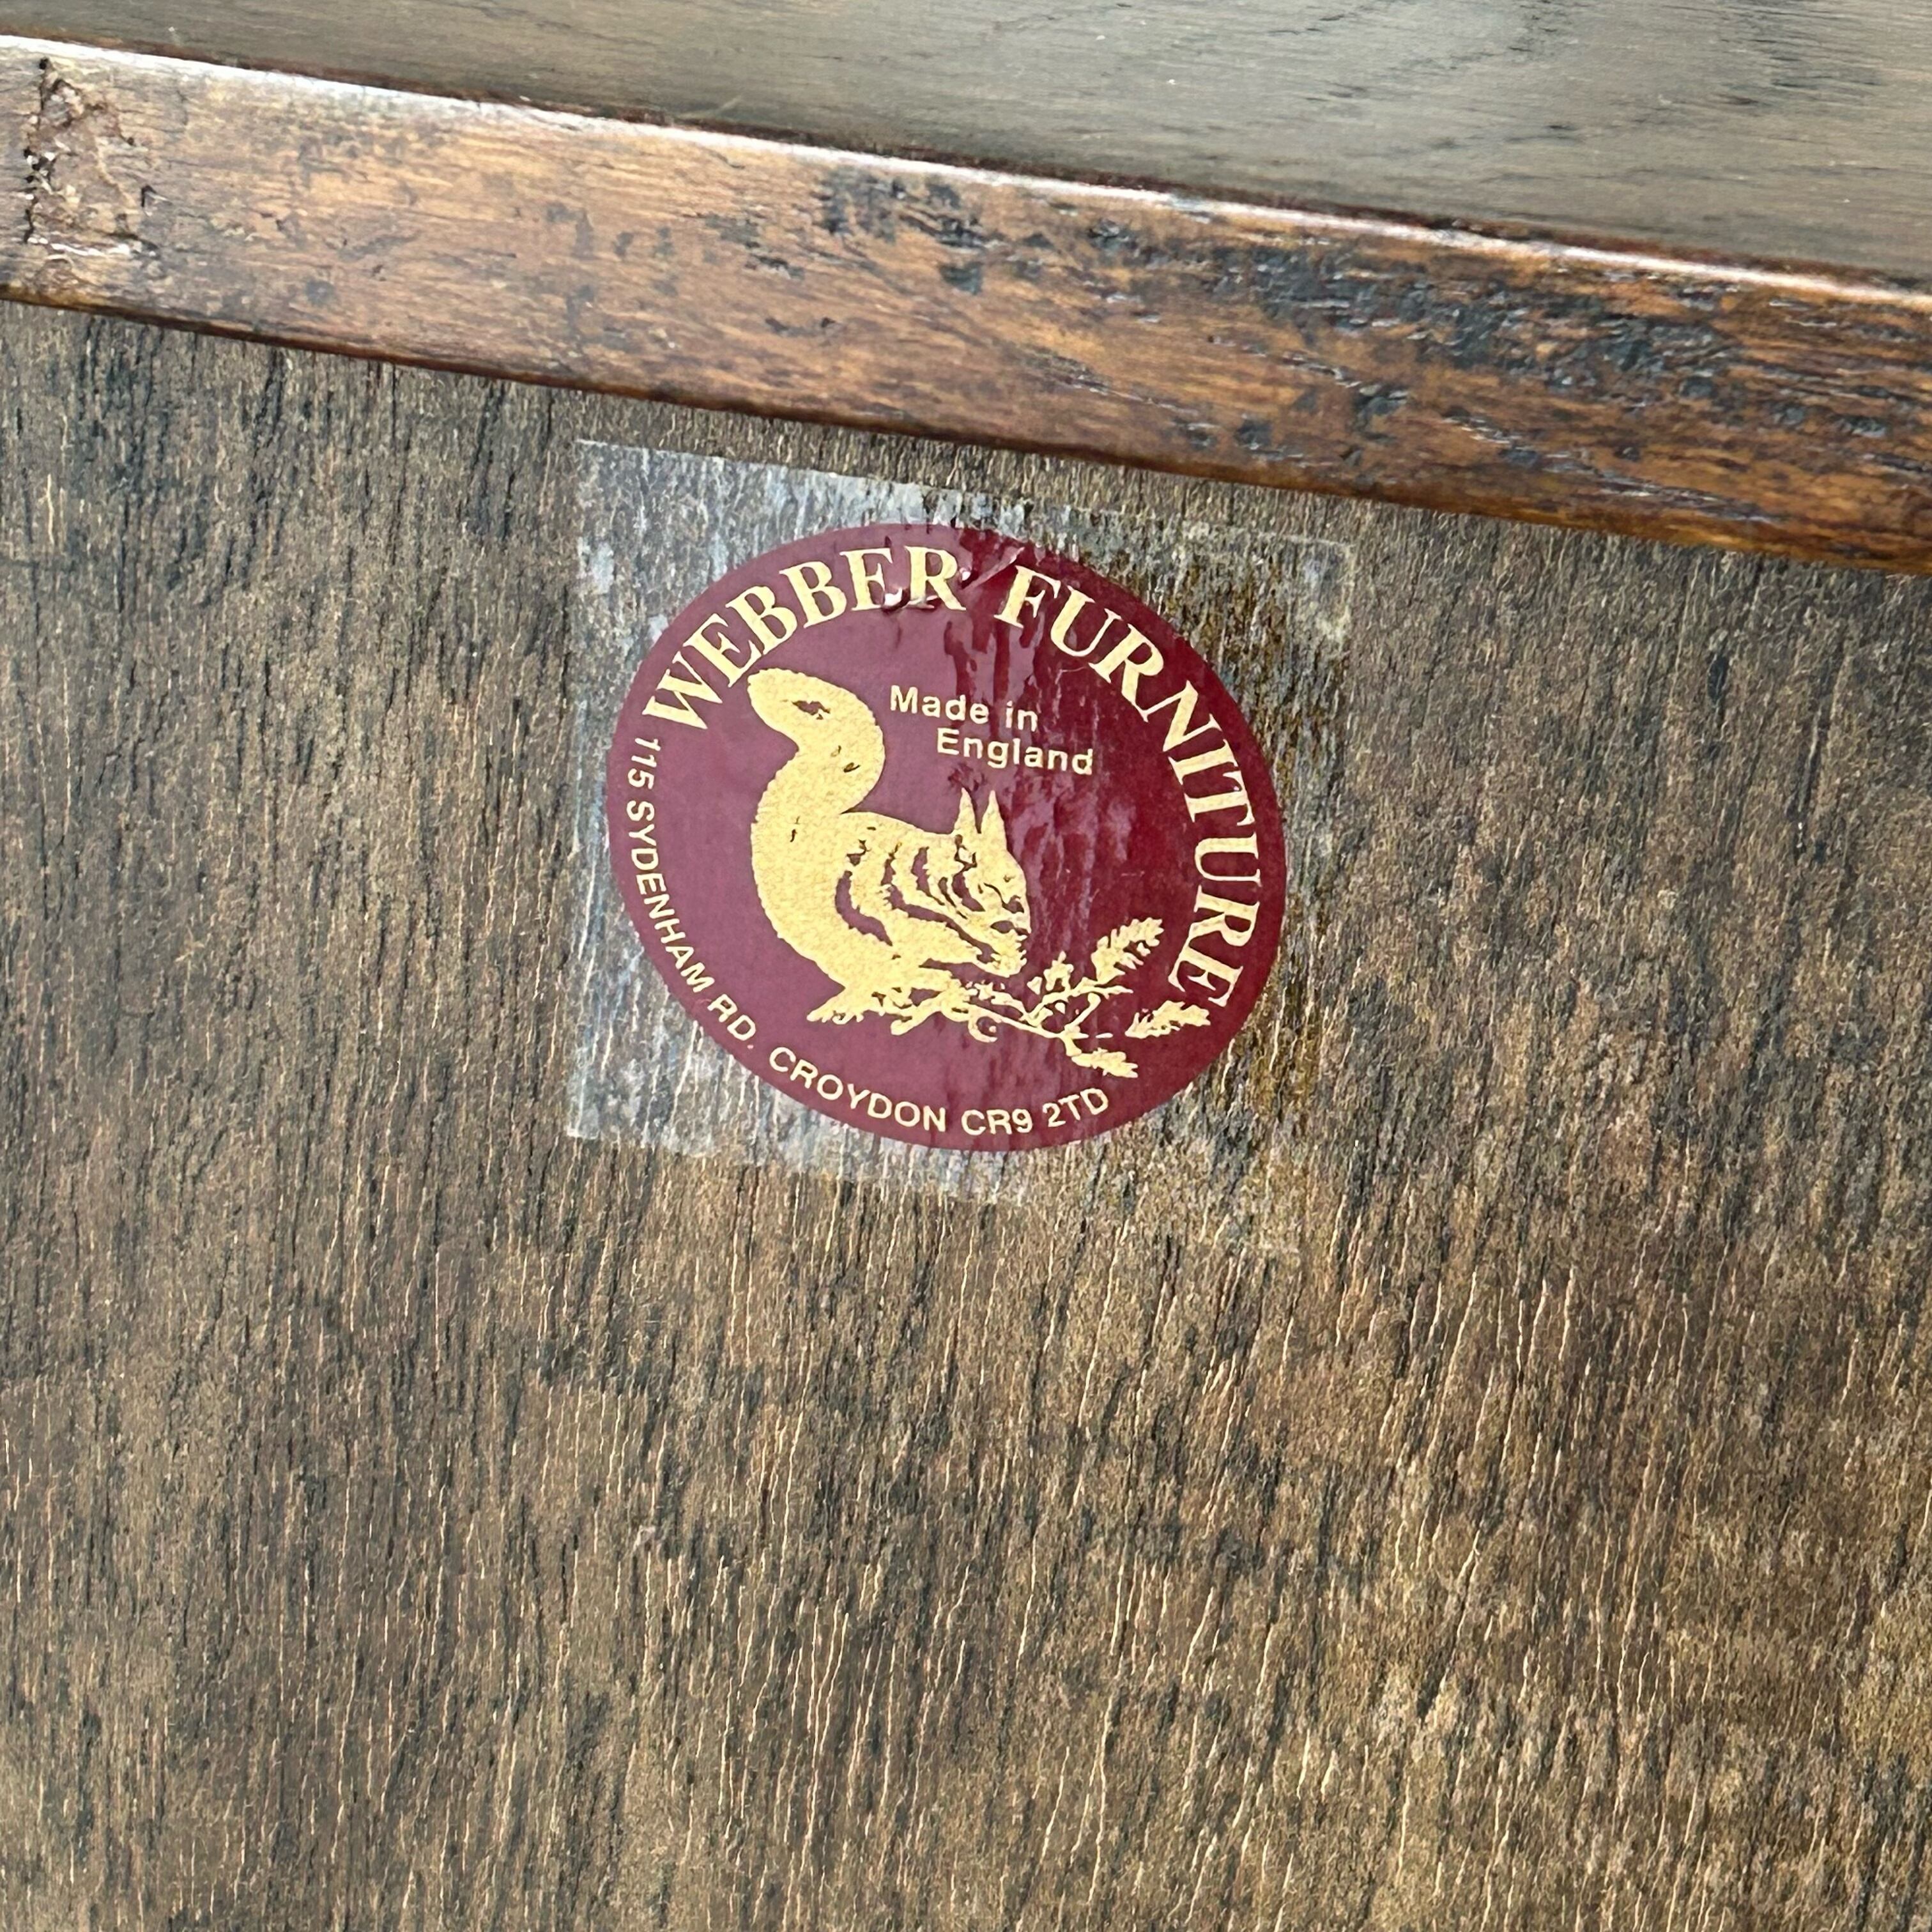 WEBBER FURNITURE
Made in
England
115 SYDENHAM RD. CROYDON CR9 2TD